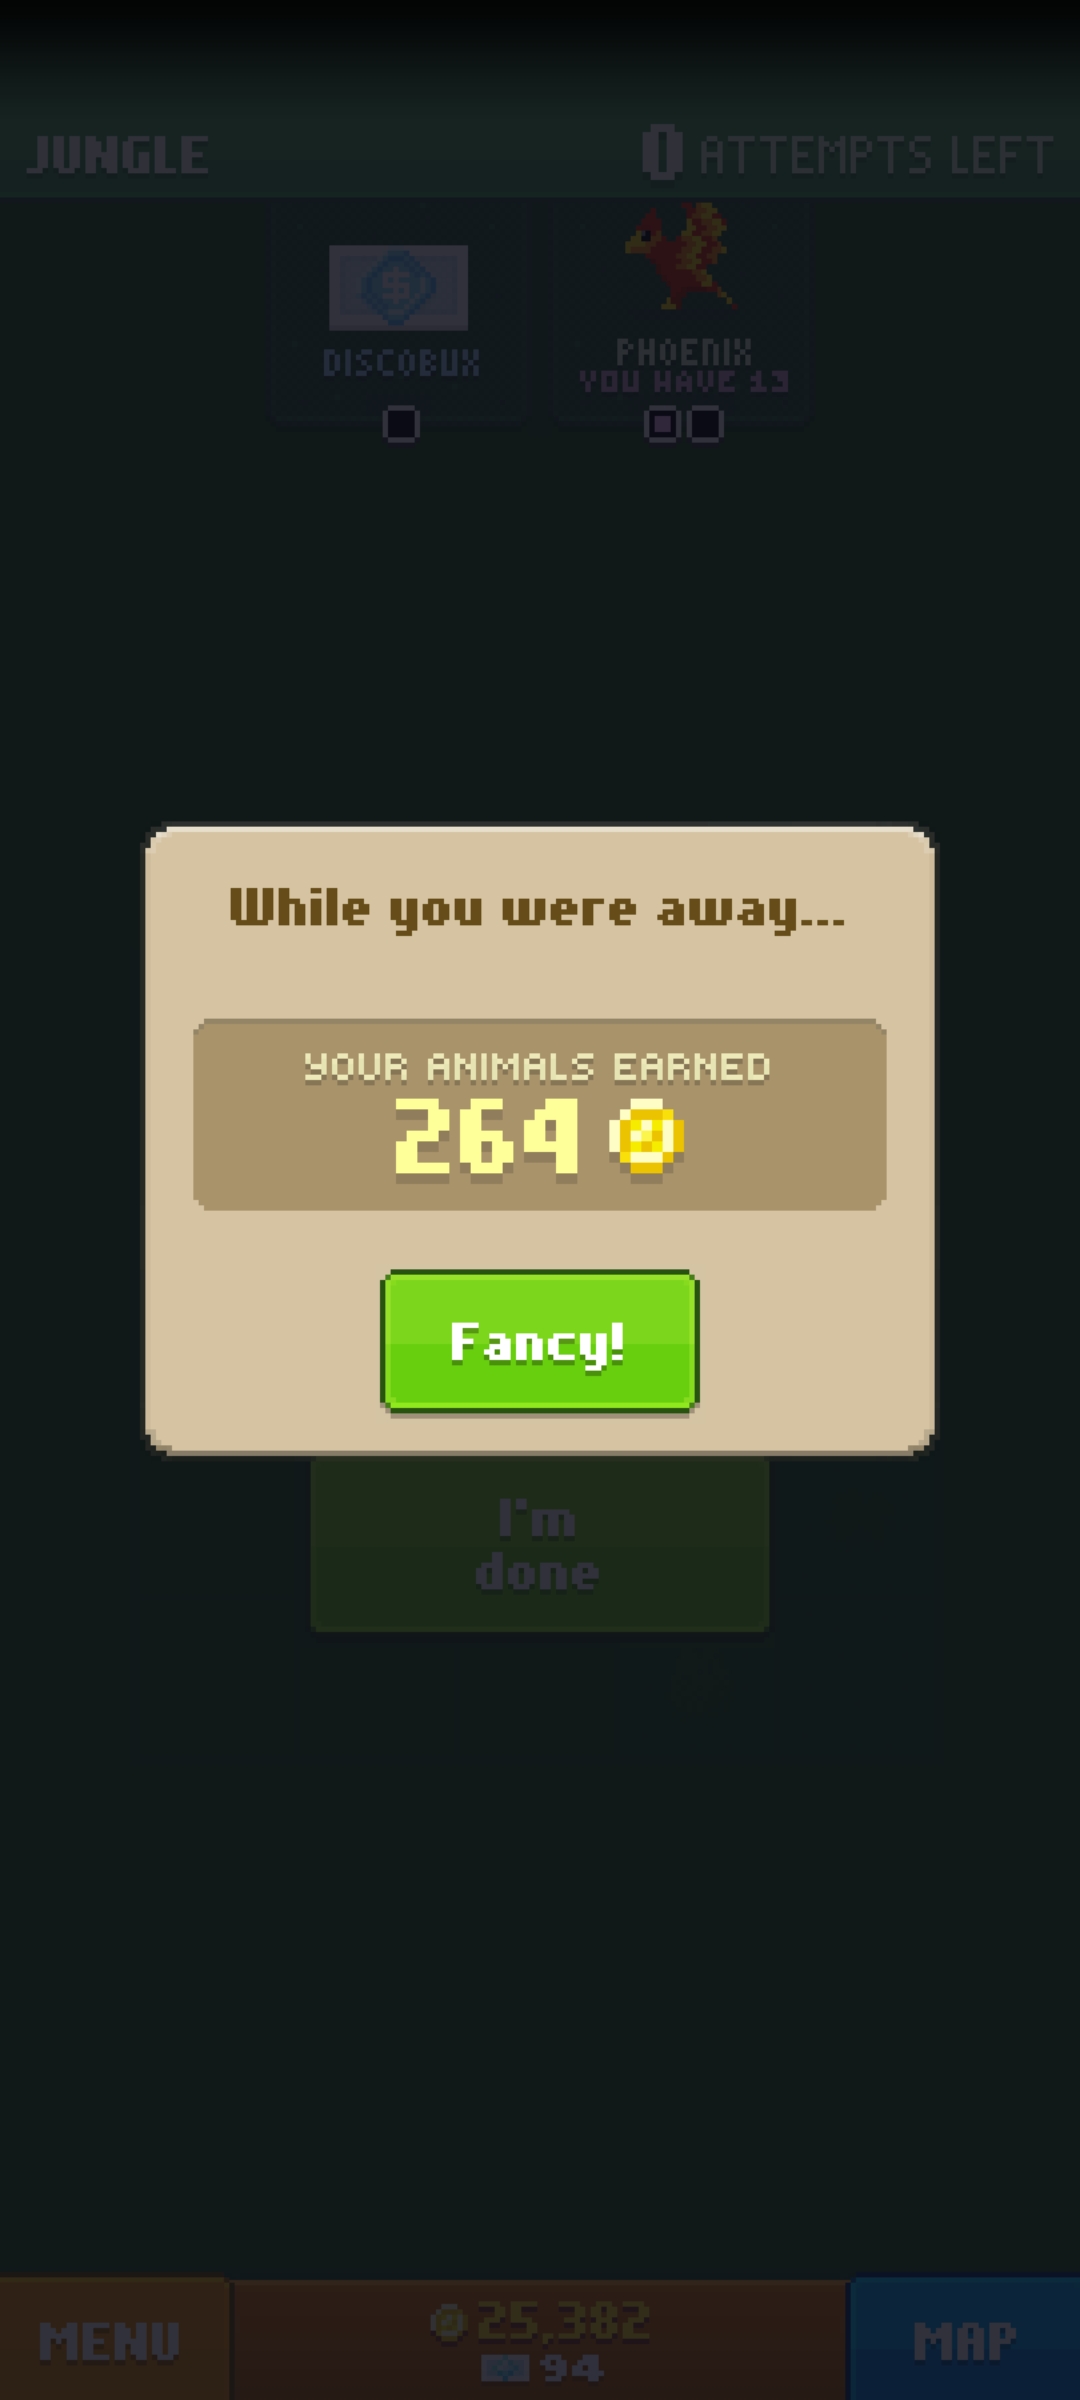 JUNGLE
0 ATTEMPTS LEFT
DISCOBUX
PHOENIX
YOU HAVE 13
While you were away...
YOUR ANIMALS EARNED
264
Fancy!
I'm
done
MENU
25,382
94
MAP